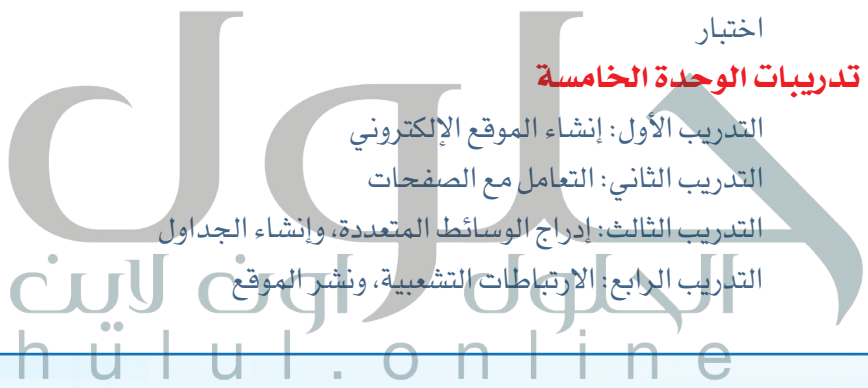 اختبار
تدريبات الوحدة الخامسة
التدريب الأول: إنشاء الموقع الإلكتروني
التدريب الثاني: التعامل مع الصفحات
التدريب الثالث: إدراج الوسائط المتعددة، وإنشاء الجداول
التدريب الرابع: الارتباطات التشعبية، ونشر الموقع
حلول
الحلول اون لاين
hulul.online